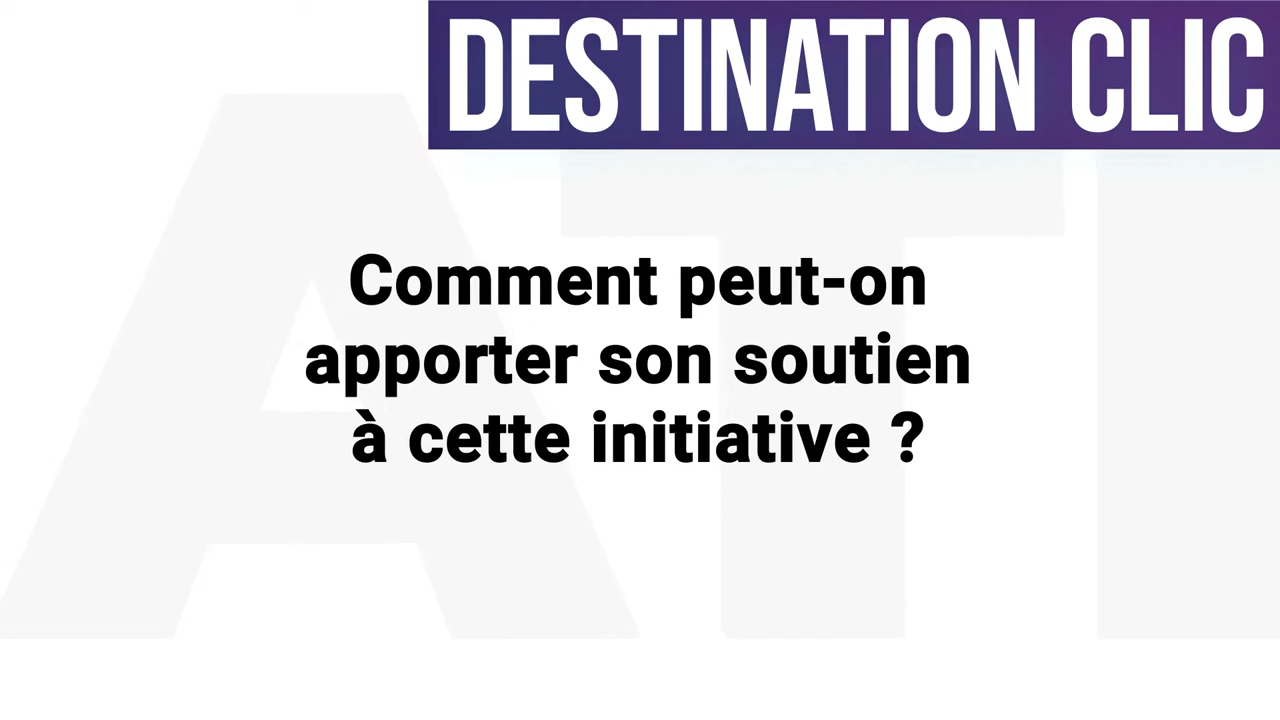 DESTINATION CLIC
Comment peut-on
apporter son soutien
à cette initiative ?